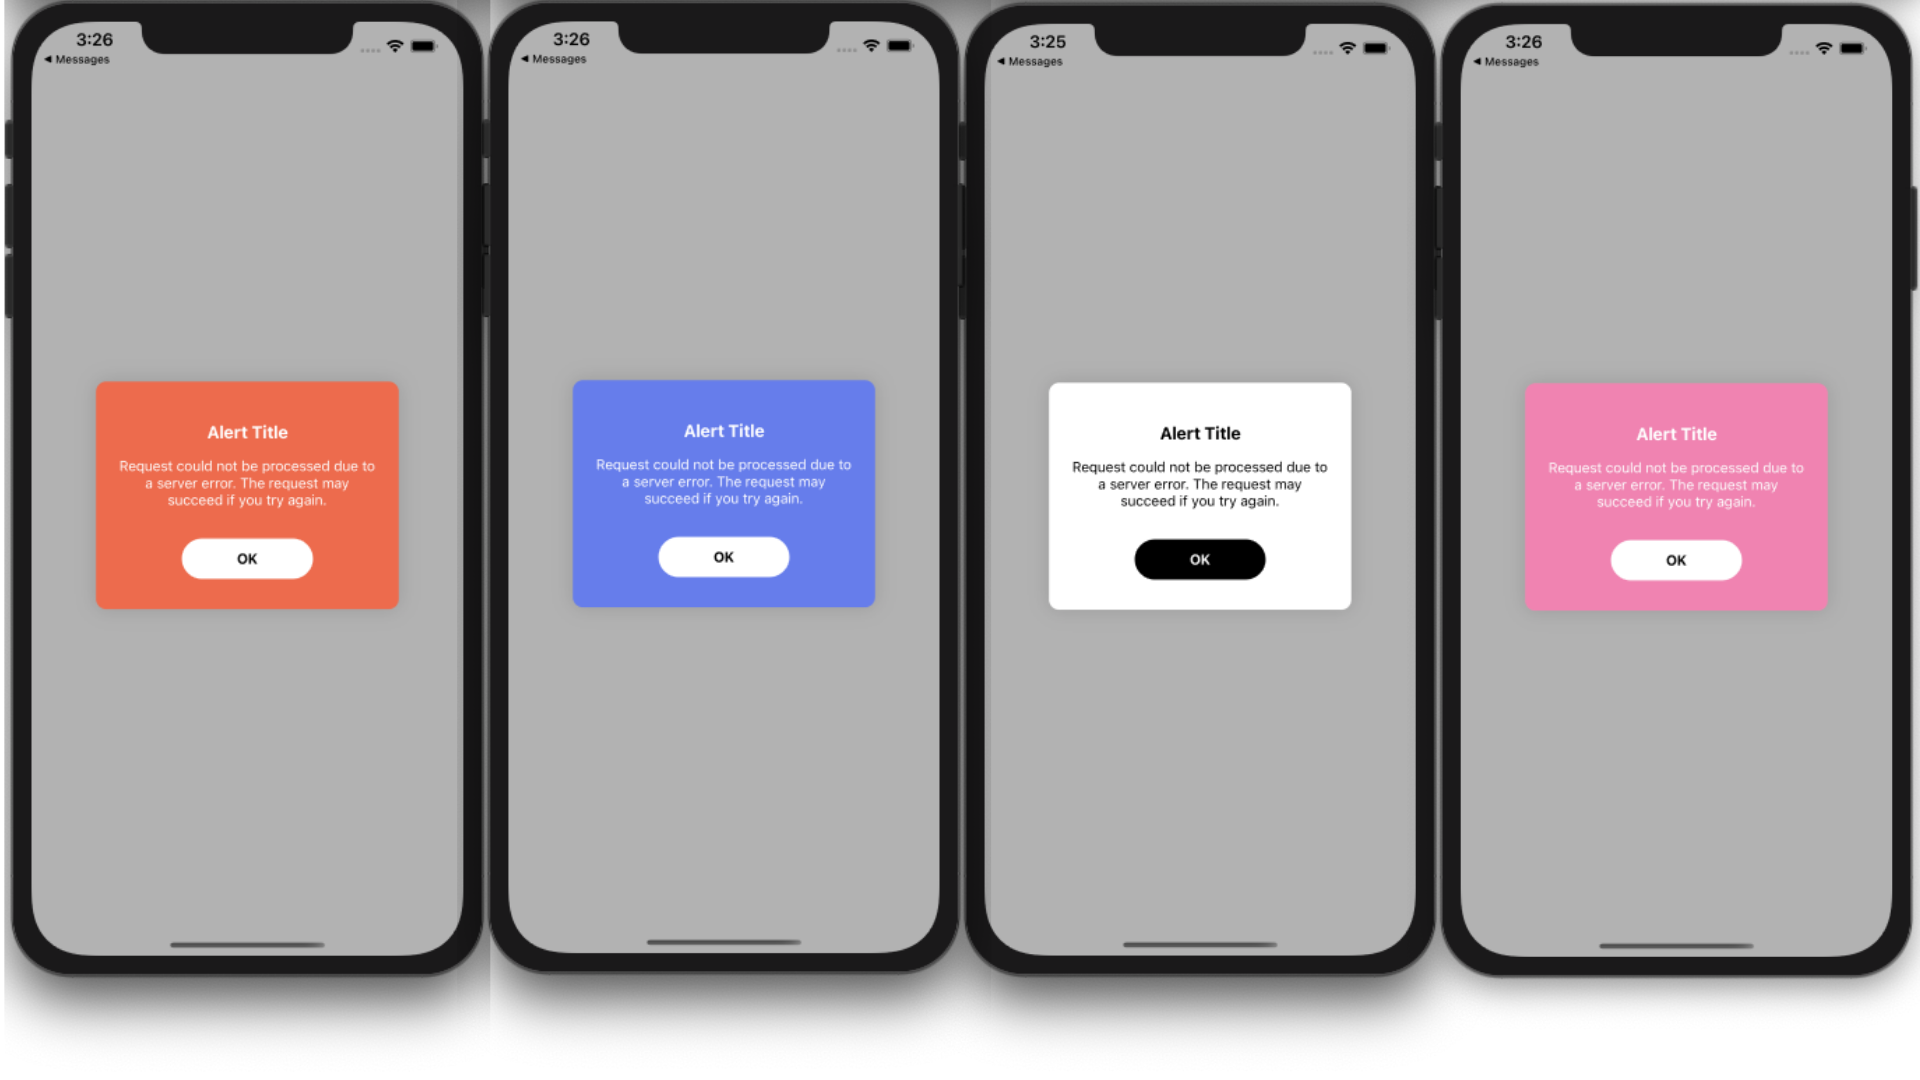 3:26
◀ Messages
Alert Title
Request could not be processed due to
a server error. The request may
succeed if you try again.
OK
3:26
◀ Messages
Alert Title
Request could not be processed due to
a server error. The request may
succeed if you try again.
OK
3:25
◀ Messages
Alert Title
Request could not be processed due to
a server error. The request may
succeed if you try again.
OK
3:26
◀ Messages
Alert Title
Request could not be processed due to
a server error. The request may
succeed if you try again.
OK